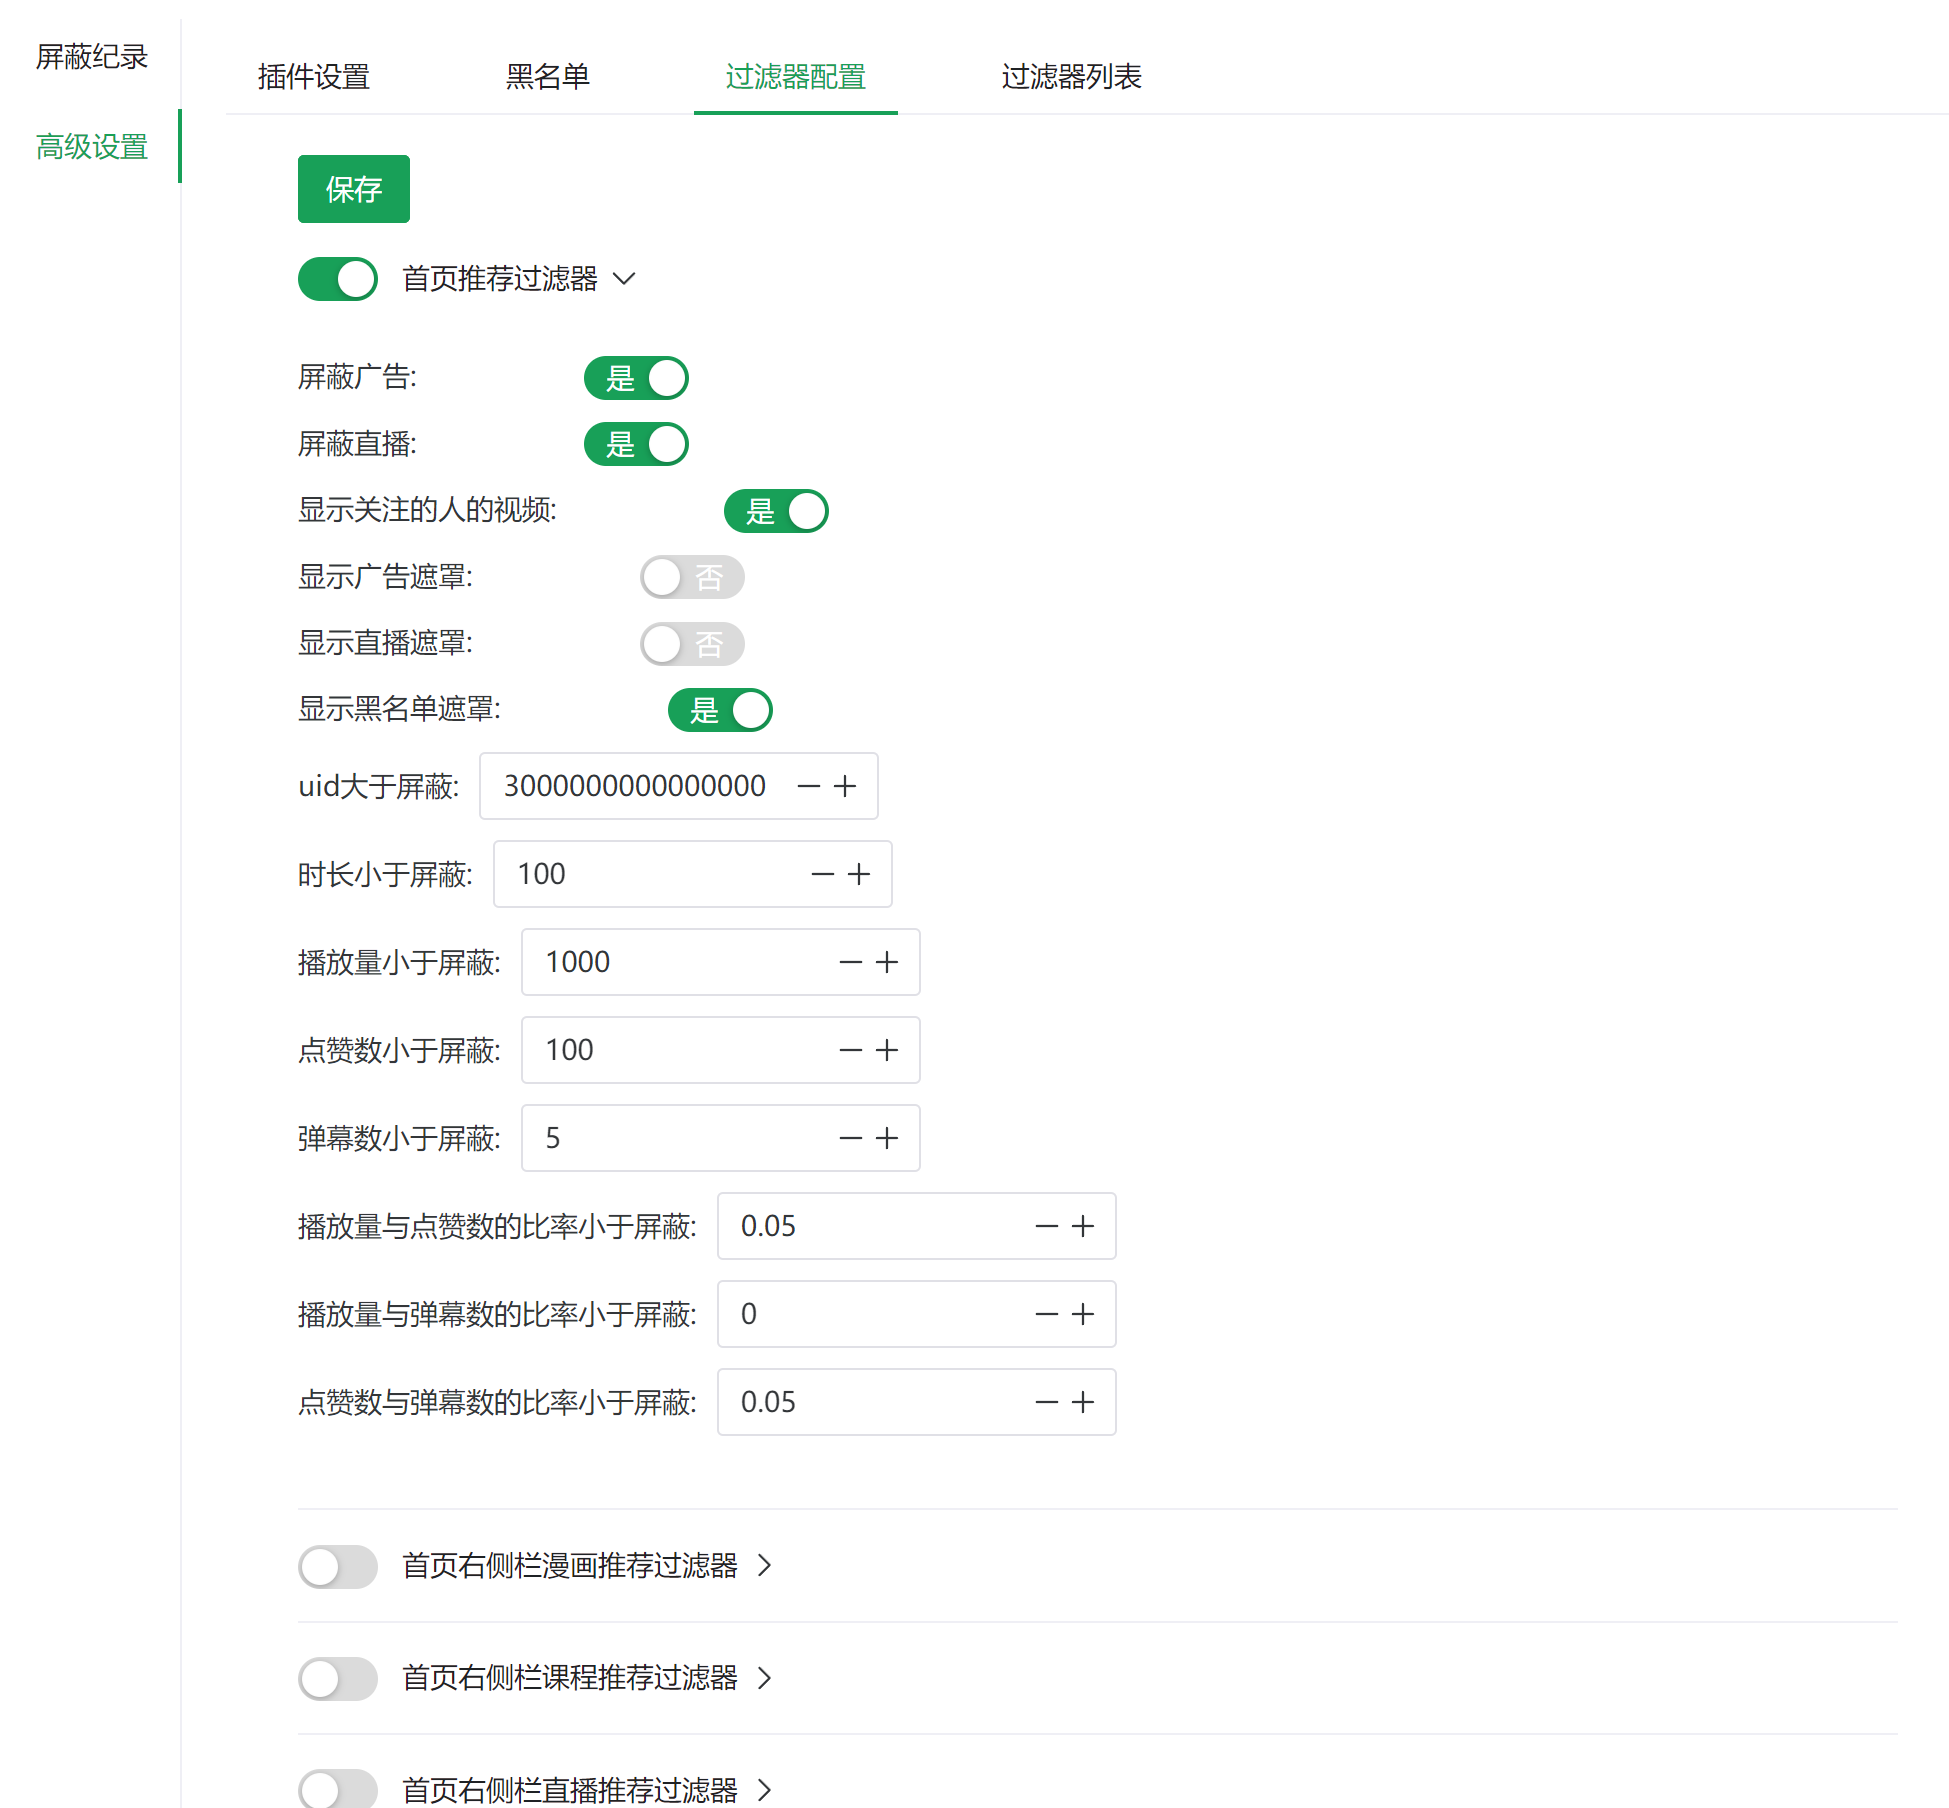 屏蔽纪录
高级设置
插件设置 黑名单 过滤器配置 过滤器列表
保存
首页推荐过滤器
屏蔽广告: 是
屏蔽直播: 是
显示关注的人的视频: 是
显示广告遮罩: 否
显示直播遮罩: 否
显示黑名单遮罩: 是
uid大于屏蔽: 3000000000000000
时长小于屏蔽: 100
播放量小于屏蔽: 1000
点赞数小于屏蔽: 100
弹幕数小于屏蔽: 5
播放量与点赞数的比率小于屏蔽: 0.05
播放量与弹幕数的比率小于屏蔽: 0
点赞数与弹幕数的比率小于屏蔽: 0.05
首页右侧栏漫画推荐过滤器
首页右侧栏课程推荐过滤器
首页右侧栏直播推荐过滤器